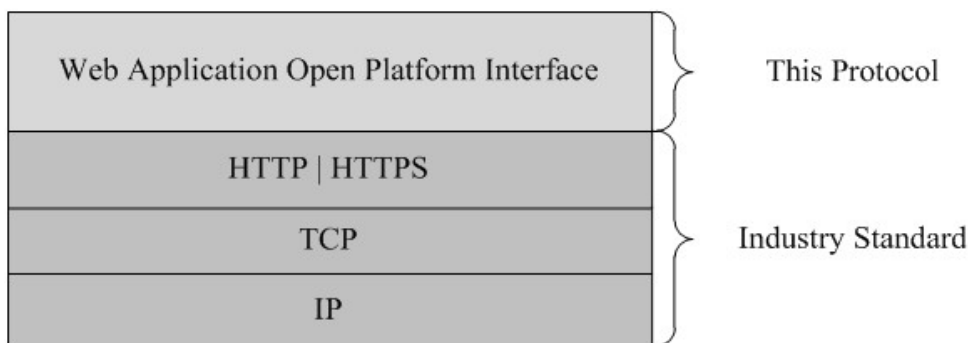 Web Application Open Platform Interface
This Protocol
HTTP | HTTPS
TCP
Industry Standard
IP